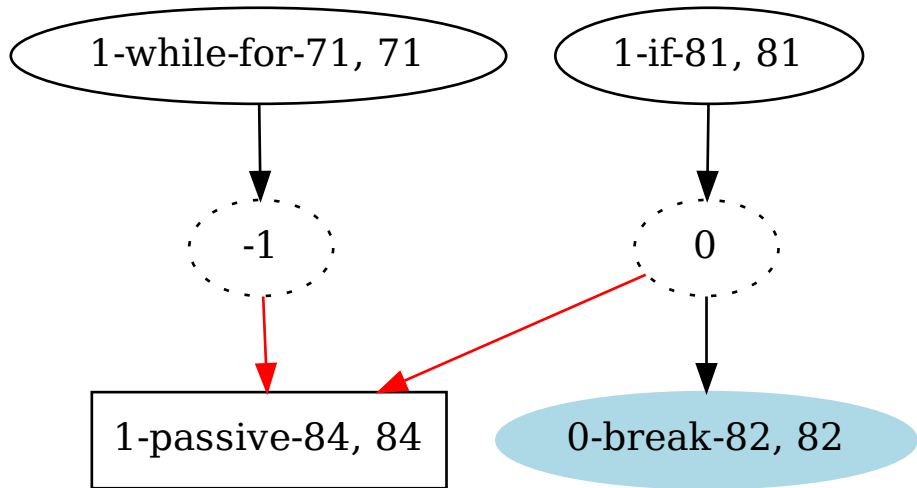 1-while-for-71, 71
1-if-81, 81
-1
0
1-passive-84, 84
0-break-82, 82